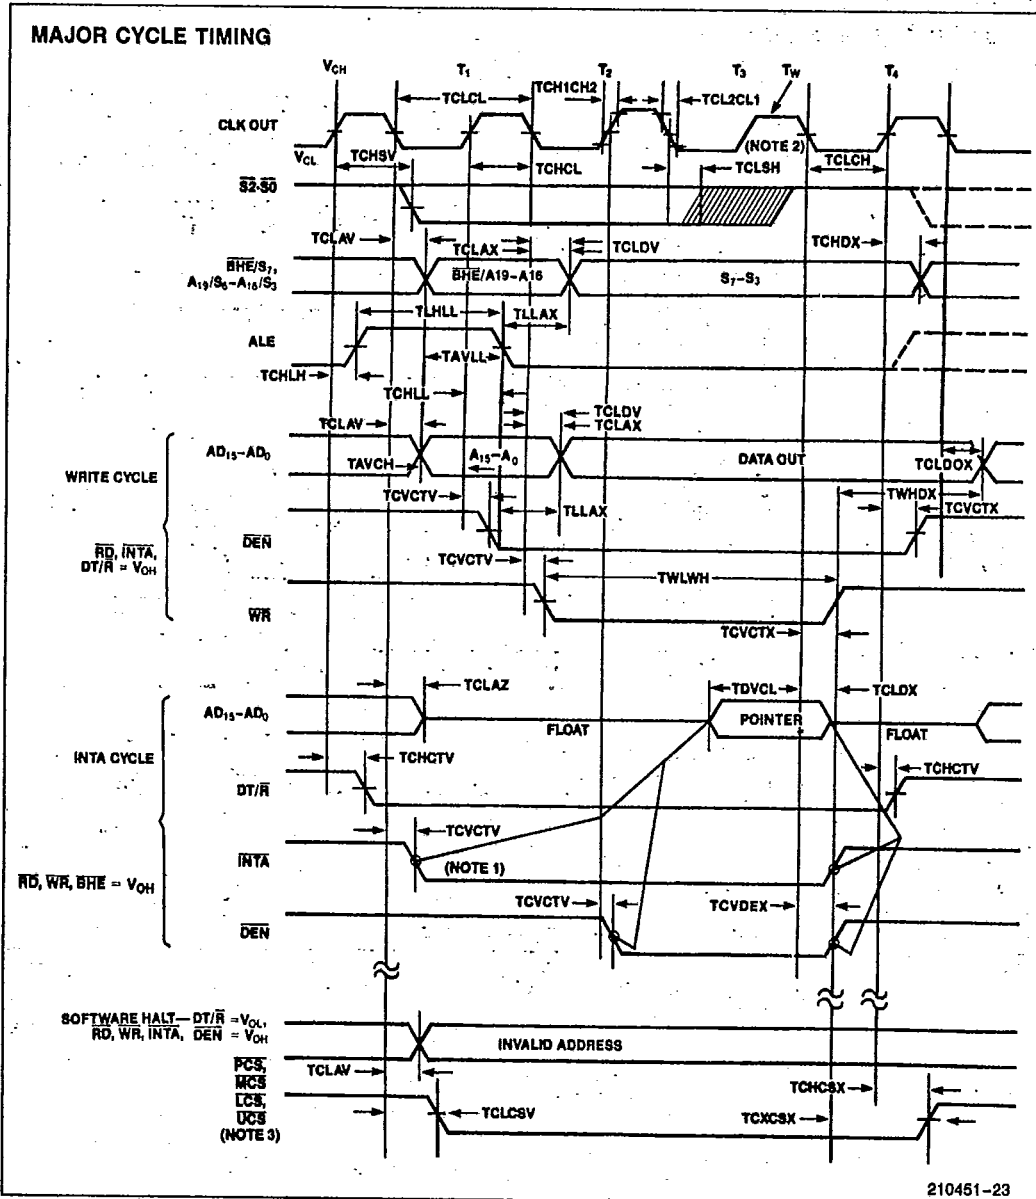 MAJOR CYCLE TIMING
VCH T1 T2 T3 TW T4
TCLCL TCH1CH2 TCL2CL1
CLK OUT
(NOTE 2)
VCL TCHSV TCHCL TCLSH TCLCH
S2-S0
TCLAV TCLAX TCLDV TCHDX
BHE/S7,
A19/S6-A16/S3
BHE/A19-A16 S7-S3
TLHLL TLLAX
ALE
TAVLL
TCHLH
TCHLL
TCLDV
TCLAV TCLAX
WRITE CYCLE
AD15-AD0 A15-A0 DATA OUT
TAVCH TCLDOX
TWHDX
TCVCTV TLLAX TCVCTX
DEN
RD, INTA,
DT/R = VOH
TCVCTV TWLWH
WR
TCVCTX
TCLAZ TDVCL TCLDX
AD15-AD0 POINTER
FLOAT FLOAT
INTA CYCLE
TCHCTV TCHCTV
DT/R
TCVCTV
INTA (NOTE 1)
RD, WR, BHE = VOH
TCVCTV TCVDEX
DEN
SOFTWARE HALT—DT/R = VOL,
RD, WR, INTA, DEN = VOH
INVALID ADDRESS
PCS,
MCS
LCS,
UCS
(NOTE 3)
TCLAV TCHCSX
TCLCSV TCXCSX
210451-23